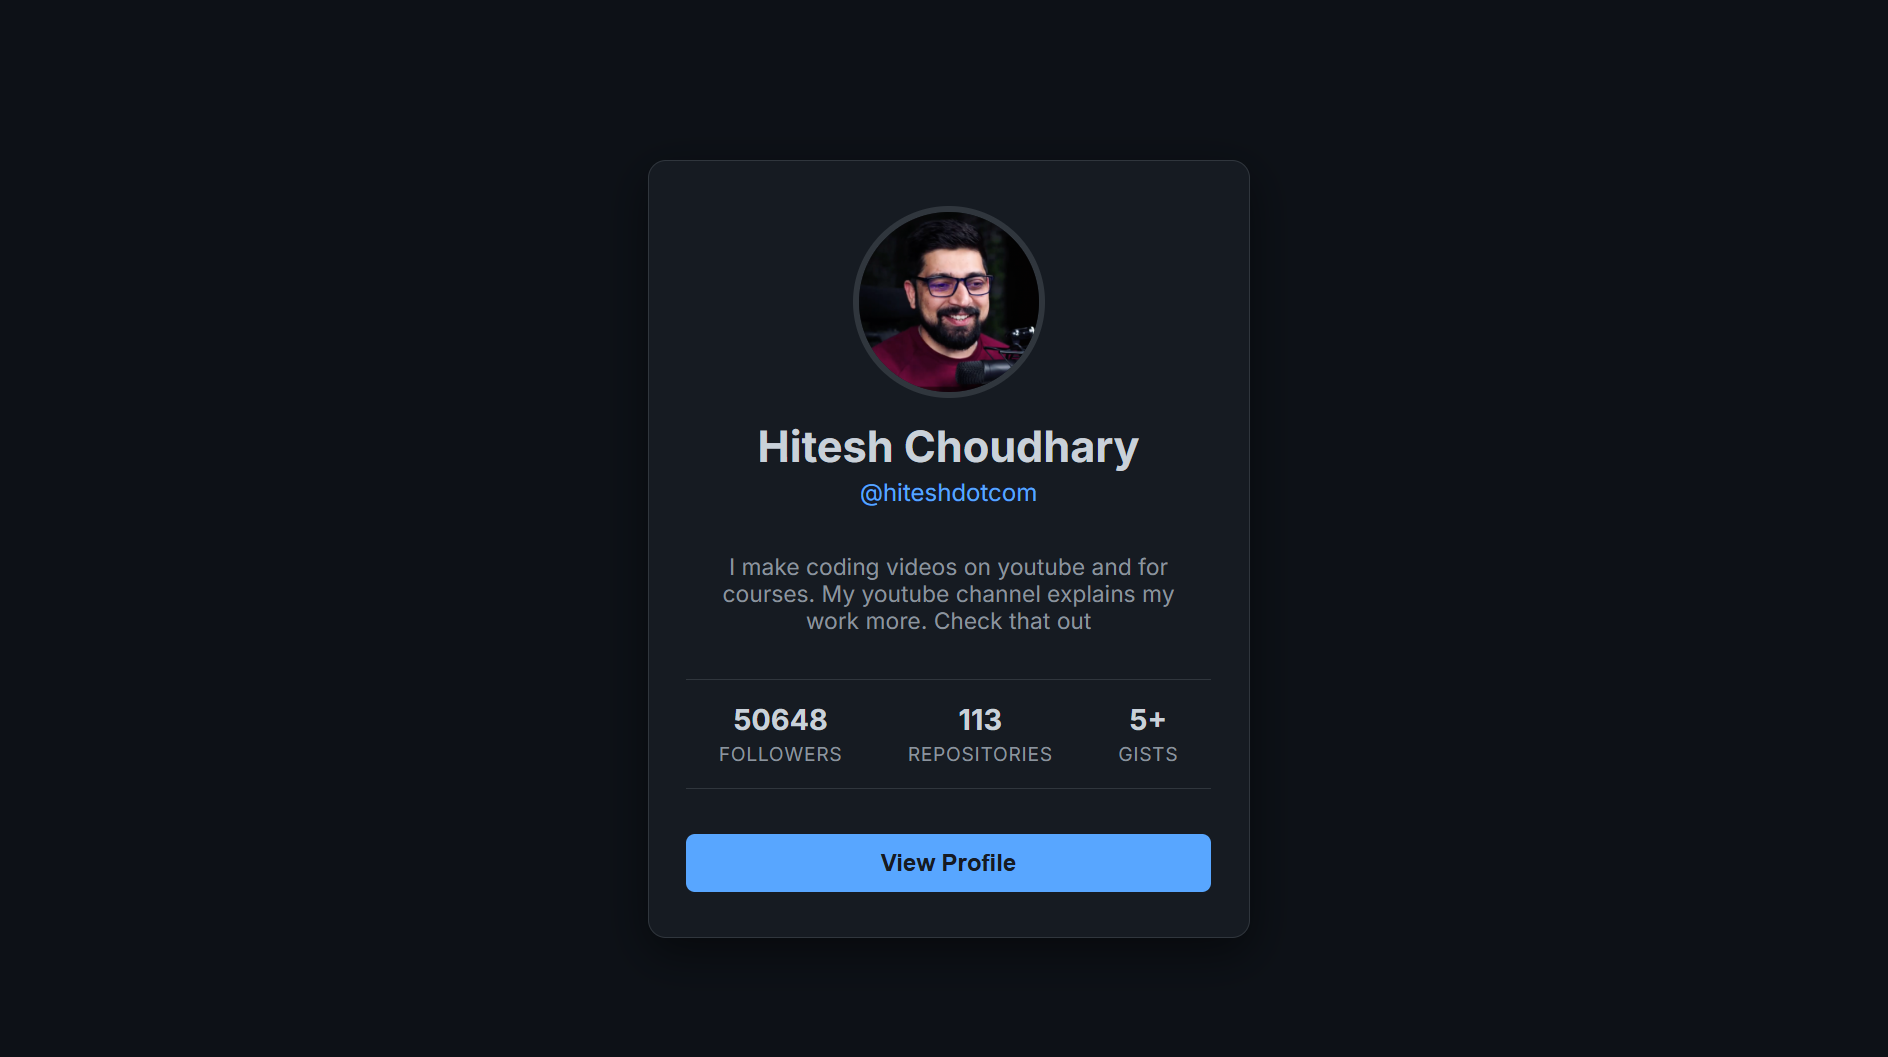 Hitesh Choudhary
@hiteshdotcom
I make coding videos on youtube and for
courses. My youtube channel explains my
work more. Check that out
50648 113 5+
FOLLOWERS REPOSITORIES GISTS
View Profile